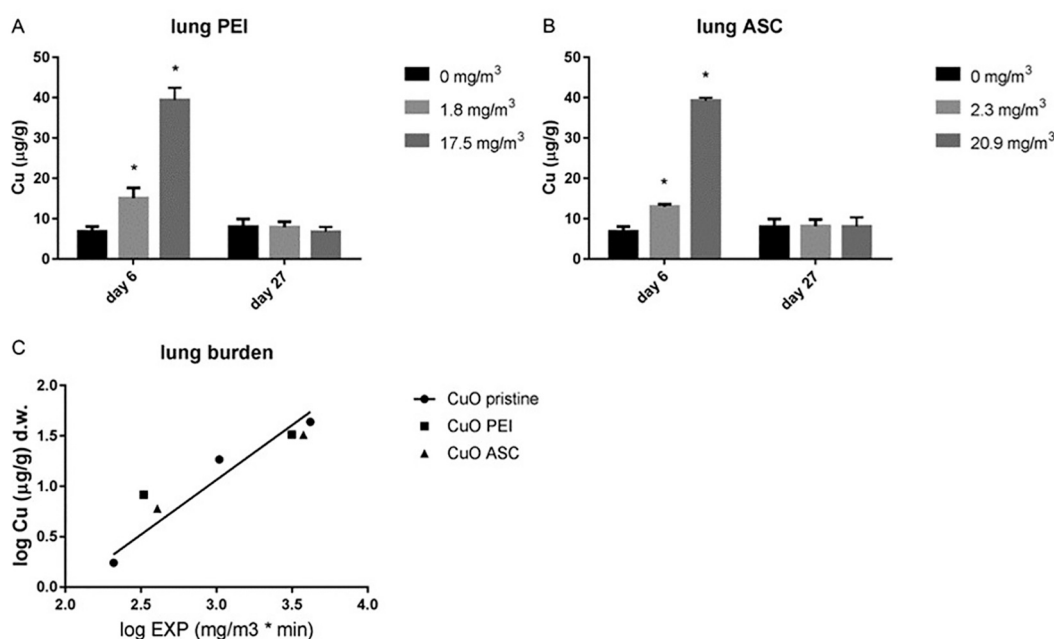 A
lung PEI
Cu (µg/g)
50
40
30
20
10
0
*
*
day 6
day 27
0 mg/m³
1.8 mg/m³
17.5 mg/m³
B
lung ASC
Cu (µg/g)
50
40
30
20
10
0
*
*
day 6
day 27
0 mg/m³
2.3 mg/m³
20.9 mg/m³
C
lung burden
log Cu (µg/g) d.w.
2.0
1.5
1.0
0.5
0.0
2.0 2.5 3.0 3.5 4.0
log EXP (mg/m3 * min)
CuO pristine
CuO PEI
CuO ASC